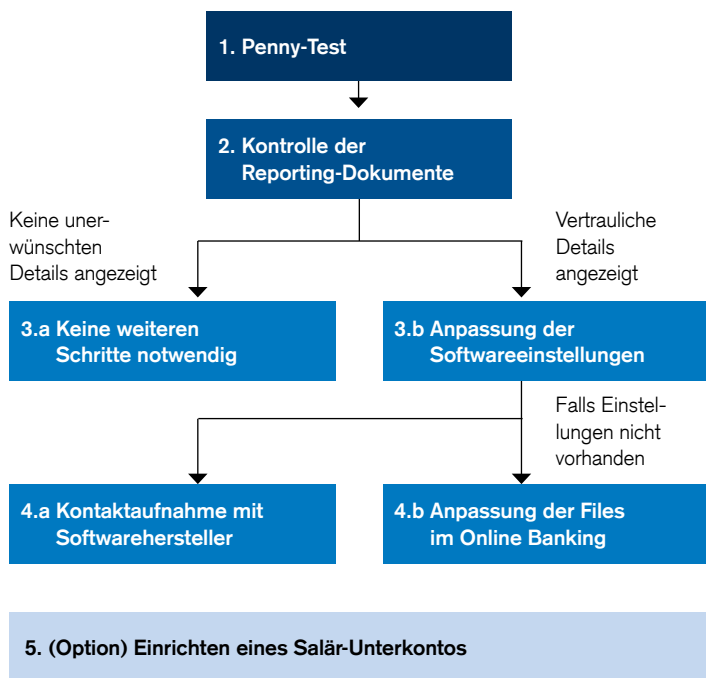 1. Penny-Test
2. Kontrolle der
Reporting-Dokumente
Keine uner-
wünschten
Details angezeigt
Vertrauliche
Details
angezeigt
3.a Keine weiteren
Schritte notwendig
3.b Anpassung der
Softwareeinstellungen
Falls Einstel-
lungen nicht
vorhanden
4.a Kontaktaufnahme mit
Softwarehersteller
4.b Anpassung der Files
im Online Banking
5. (Option) Einrichten eines Salär-Unterkontos